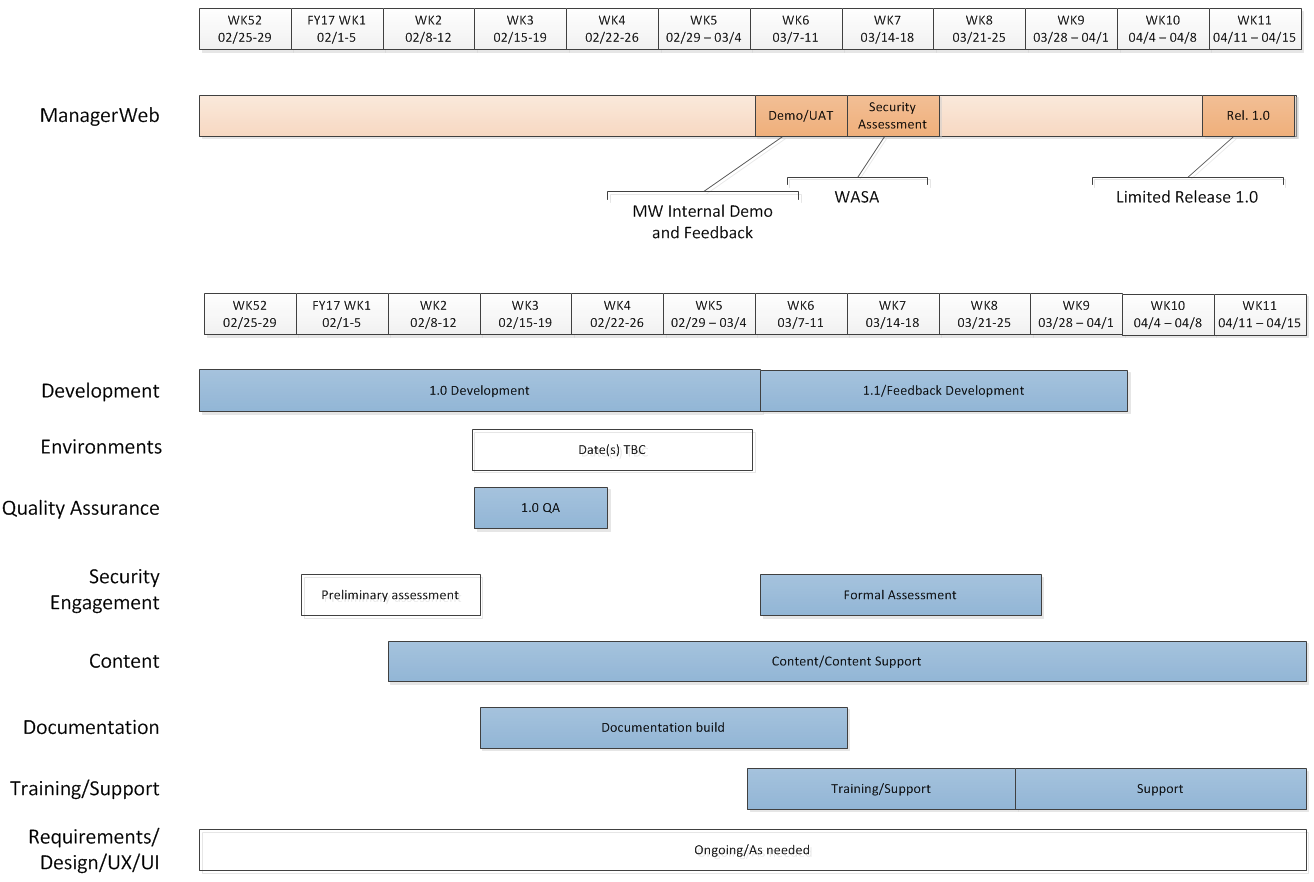 WK52 FY17 WK1 WK2 WK3 WK4 WK5 WK6 WK7 WK8 WK9 WK10 WK11
02/25-29 02/1-5 02/8-12 02/15-19 02/22-26 02/29 – 03/4 03/7-11 03/14-18 03/21-25 03/28 – 04/1 04/4 – 04/8 04/11 – 04/15
ManagerWeb
Demo/UAT
Security
Assessment
Rel. 1.0
MW Internal Demo
and Feedback
WASA
Limited Release 1.0
WK52 FY17 WK1 WK2 WK3 WK4 WK5 WK6 WK7 WK8 WK9 WK10 WK11
02/25-29 02/1-5 02/8-12 02/15-19 02/22-26 02/29 – 03/4 03/7-11 03/14-18 03/21-25 03/28 – 04/1 04/4 – 04/8 04/11 – 04/15
Development
1.0 Development
1.1/Feedback Development
Environments
Date(s) TBC
Quality Assurance
1.0 QA
Security
Engagement
Preliminary assessment
Formal Assessment
Content
Content/Content Support
Documentation
Documentation build
Training/Support
Training/Support
Support
Requirements/
Design/UX/UI
Ongoing/As needed